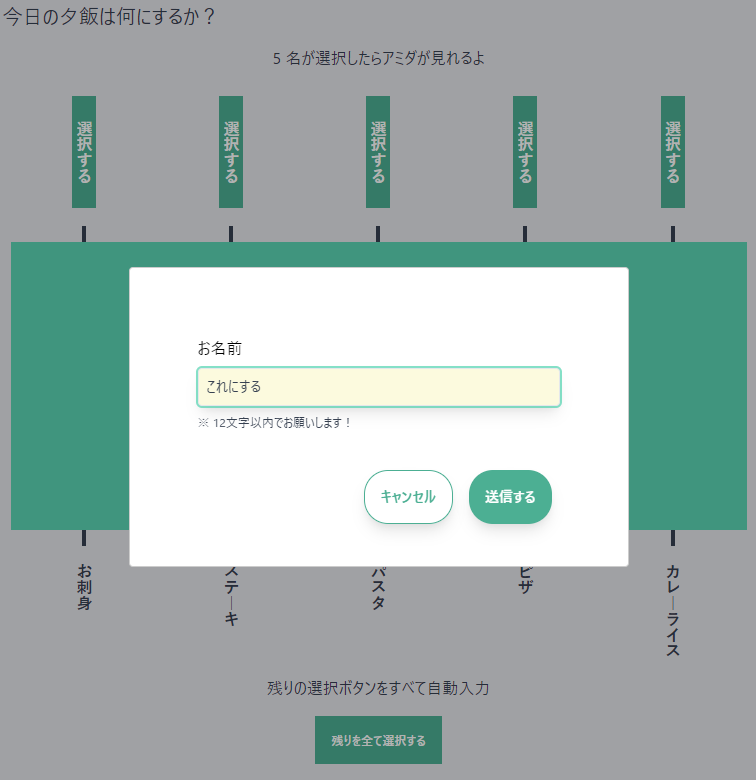 今日の夕飯は何にするか？
5 名が選択したらアミダが見れるよ
選択する
選択する
選択する
選択する
選択する
お名前
これにする
※ 12文字以内でお願いします！
キャンセル
送信する
お刺身
ステーキ
パスタ
ピザ
カレーライス
残りの選択ボタンをすべて自動入力
残りを全て選択する